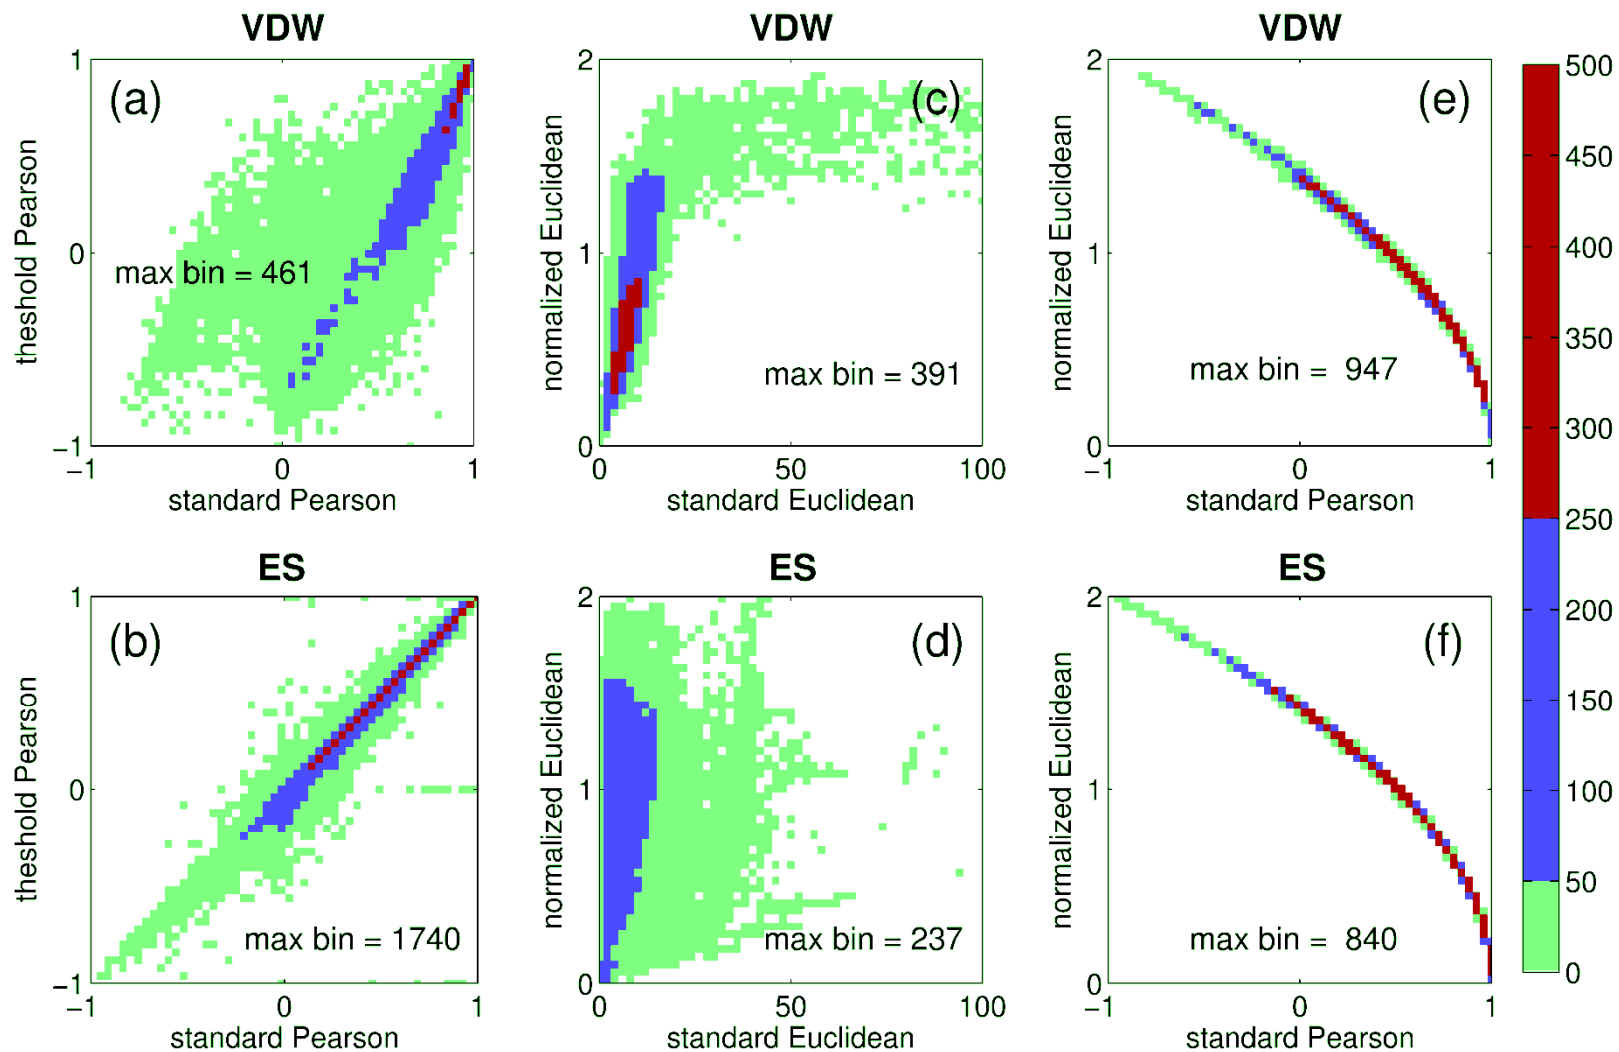 VDW
(a)
1
0
−1
−1
0
1
theshold Pearson
max bin = 461
standard Pearson
VDW
(c)
2
1
0
0
50
100
normalized Euclidean
max bin = 391
standard Euclidean
VDW
(e)
2
1
0
−1
0
1
normalized Euclidean
max bin = 947
standard Pearson
ES
(b)
1
0
−1
−1
0
1
theshold Pearson
max bin = 1740
standard Pearson
ES
(d)
2
1
0
0
50
100
normalized Euclidean
max bin = 237
standard Euclidean
ES
(f)
2
1
0
−1
0
1
normalized Euclidean
max bin = 840
standard Pearson
500
450
400
350
300
250
200
150
100
50
0